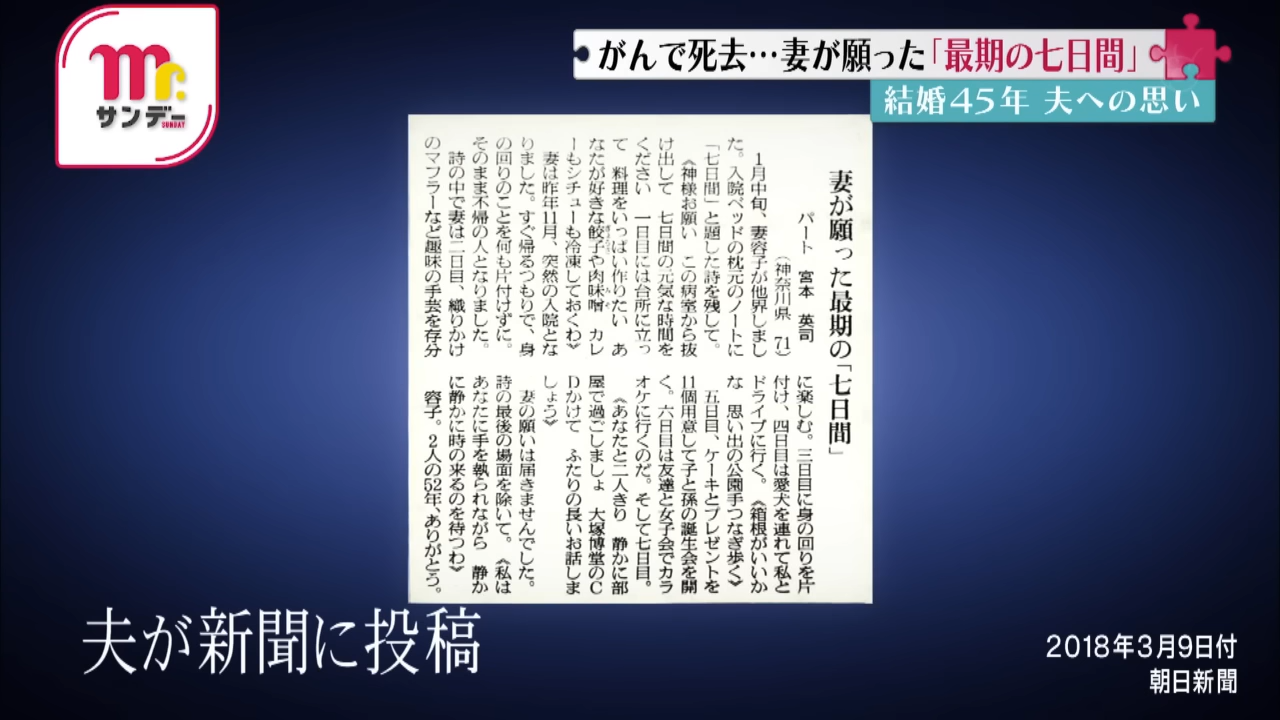 Mr.
サンデー
SUNDAY
がんで死去…妻が願った「最期の七日間」
結婚45年 夫への思い
妻が願った最期の「七日間」
パート 宮本 英司
(神奈川県 71)
1月中旬、妻容子が他界しまし
た。入院ベッドの枕元のノートに
「七日間」と題した詩を残して。
《神様お願い この病室から抜
け出して 七日間の元気な時間を
ください 一日目には台所に立っ
て 料理をいっぱい作りたい あ
なたが好きな餃子や肉味噌 カレ
ーもシチューも冷凍しておくわ》
妻は昨年11月、突然の入院とな
りました。すぐ帰るつもりで、身
の回りのことを何も片付けずに。
そのまま不帰の人となりました。
詩の中で妻は二日目、織りかけ
のマフラーなど趣味の手芸を存分
に楽しむ。三日目に身の回りを片
付け、四日目は愛犬を連れて私と
ドライブに行く。《箱根がいいか
な 思い出の公園手つなぎ歩く》
五日目、ケーキとプレゼントを
11個用意して子と孫の誕生会を開
く。六日目は友達と女子会でカラ
オケに行くのだ。そして七日目。
《あなたと二人きり 静かに部
屋で過ごしましょ 大塚博堂のC
Dかけて ふたりの長いお話しま
しょう》
妻の願いは届きませんでした。
詩の最後の場面を除いて。《私は
あなたに手を執られながら 静か
に静かに時の来るのを待つわ》
容子。2人の52年、ありがとう。
夫が新聞に投稿
2018年3月9日付
朝日新聞